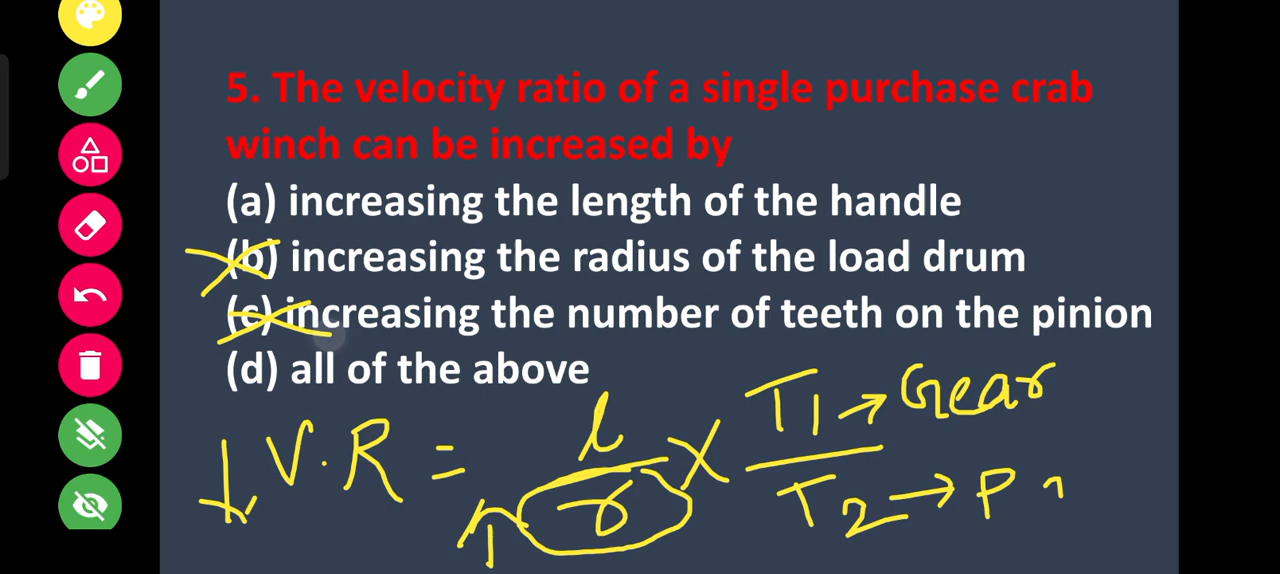 5. The velocity ratio of a single purchase crab
winch can be increased by
(a) increasing the length of the handle
(b) increasing the radius of the load drum
(c) increasing the number of teeth on the pinion
(d) all of the above
↓ V.R = l/↑r × T1 → Gear / T2 → P